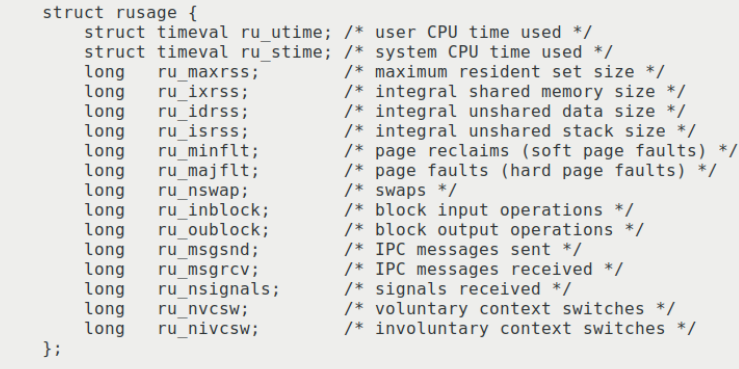 struct rusage {
    struct timeval ru_utime; /* user CPU time used */
    struct timeval ru_stime; /* system CPU time used */
    long   ru_maxrss;        /* maximum resident set size */
    long   ru_ixrss;         /* integral shared memory size */
    long   ru_idrss;         /* integral unshared data size */
    long   ru_isrss;         /* integral unshared stack size */
    long   ru_minflt;        /* page reclaims (soft page faults) */
    long   ru_majflt;        /* page faults (hard page faults) */
    long   ru_nswap;         /* swaps */
    long   ru_inblock;       /* block input operations */
    long   ru_oublock;       /* block output operations */
    long   ru_msgsnd;        /* IPC messages sent */
    long   ru_msgrcv;        /* IPC messages received */
    long   ru_nsignals;      /* signals received */
    long   ru_nvcsw;         /* voluntary context switches */
    long   ru_nivcsw;        /* involuntary context switches */
};